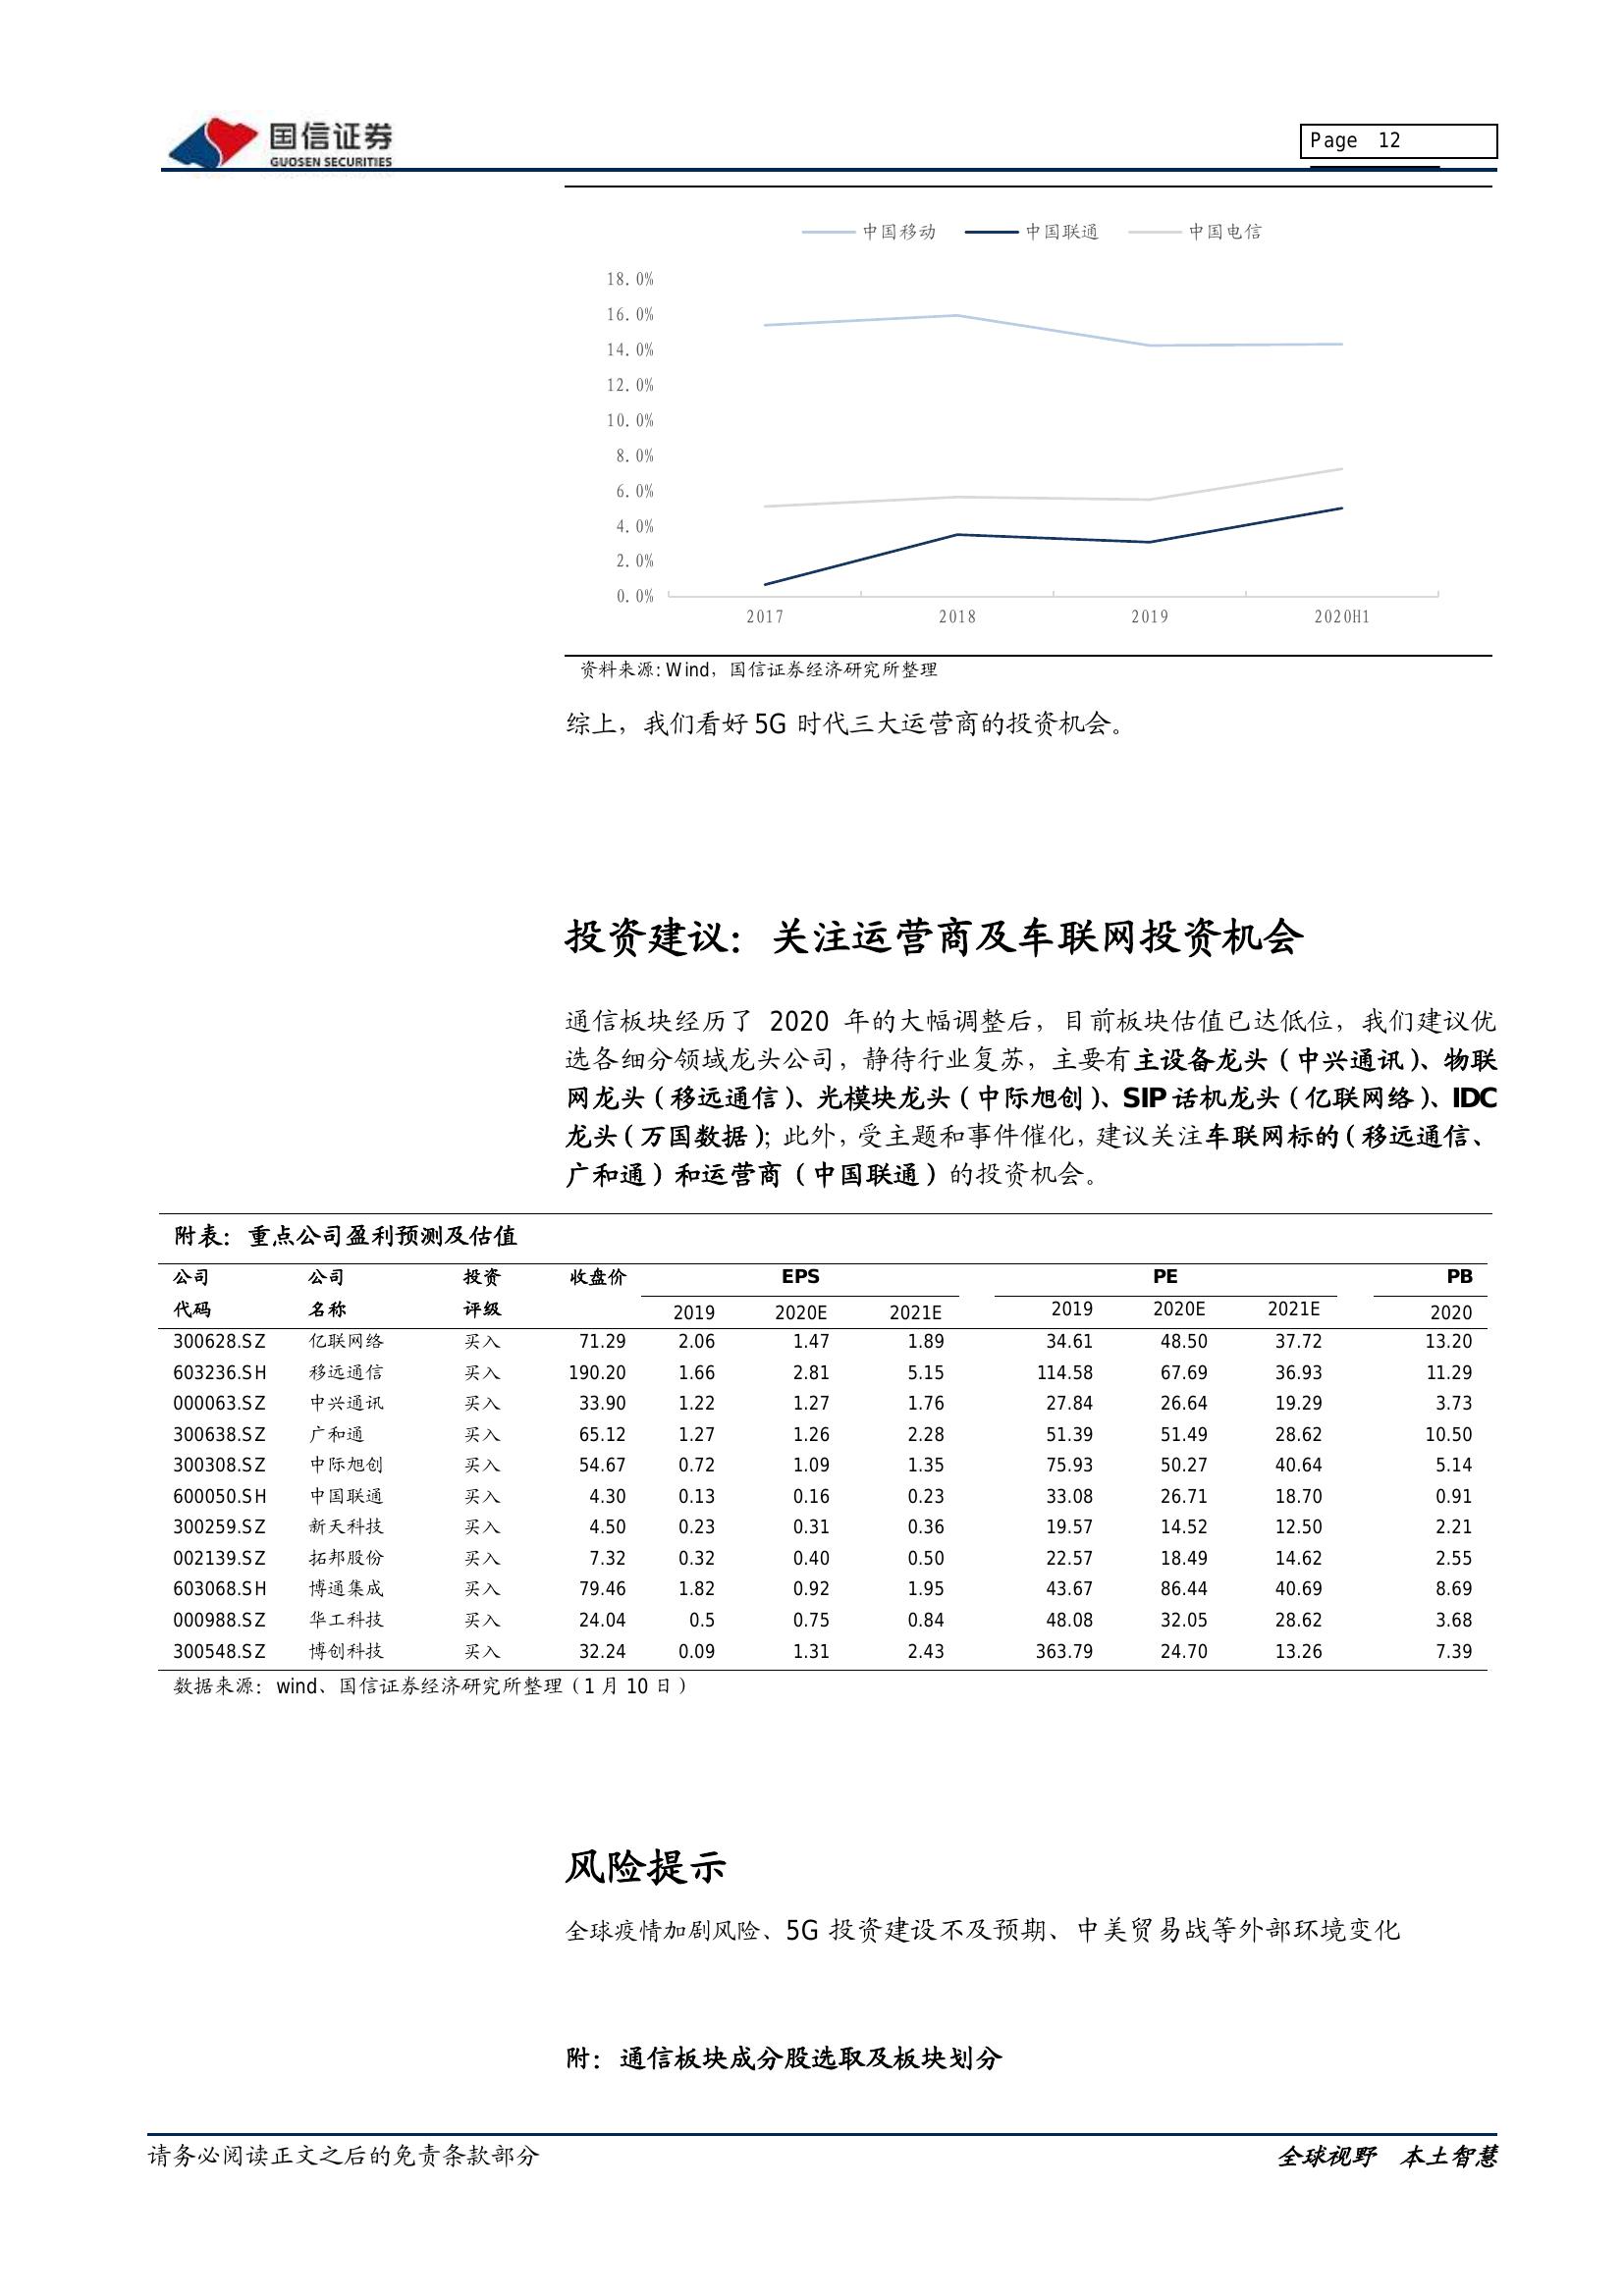 国信证券
GUOSEN SECURITIES
Page 12
中国移动 中国联通 中国电信
18.0%
16.0%
14.0%
12.0%
10.0%
8.0%
6.0%
4.0%
2.0%
0.0%
2017 2018 2019 2020H1
资料来源: Wind，国信证券经济研究所整理
综上，我们看好 5G 时代三大运营商的投资机会。
投资建议：关注运营商及车联网投资机会
通信板块经历了 2020 年的大幅调整后，目前板块估值已达低位，我们建议优
选各细分领域龙头公司，静待行业复苏，主要有主设备龙头（中兴通讯）、物联
网龙头（移远通信）、光模块龙头（中际旭创）、SIP 话机龙头（亿联网络）、IDC
龙头（万国数据）；此外，受主题和事件催化，建议关注车联网标的（移远通信、
广和通）和运营商（中国联通）的投资机会。
附表：重点公司盈利预测及估值
公司 公司 投资 收盘价 EPS PE PB
代码 名称 评级 2019 2020E 2021E 2019 2020E 2021E 2020
300628.SZ 亿联网络 买入 71.29 2.06 1.47 1.89 34.61 48.50 37.72 13.20
603236.SH 移远通信 买入 190.20 1.66 2.81 5.15 114.58 67.69 36.93 11.29
000063.SZ 中兴通讯 买入 33.90 1.22 1.27 1.76 27.84 26.64 19.29 3.73
300638.SZ 广和通 买入 65.12 1.27 1.26 2.28 51.39 51.49 28.62 10.50
300308.SZ 中际旭创 买入 54.67 0.72 1.09 1.35 75.93 50.27 40.64 5.14
600050.SH 中国联通 买入 4.30 0.13 0.16 0.23 33.08 26.71 18.70 0.91
300259.SZ 新天科技 买入 4.50 0.23 0.31 0.36 19.57 14.52 12.50 2.21
002139.SZ 拓邦股份 买入 7.32 0.32 0.40 0.50 22.57 18.49 14.62 2.55
603068.SH 博通集成 买入 79.46 1.82 0.92 1.95 43.67 86.44 40.69 8.69
000988.SZ 华工科技 买入 24.04 0.5 0.75 0.84 48.08 32.05 28.62 3.68
300548.SZ 博创科技 买入 32.24 0.09 1.31 2.43 363.79 24.70 13.26 7.39
数据来源：wind、国信证券经济研究所整理（1 月 10 日）
风险提示
全球疫情加剧风险、5G 投资建设不及预期、中美贸易战等外部环境变化
附：通信板块成分股选取及板块划分
请务必阅读正文之后的免责条款部分 全球视野 本土智慧